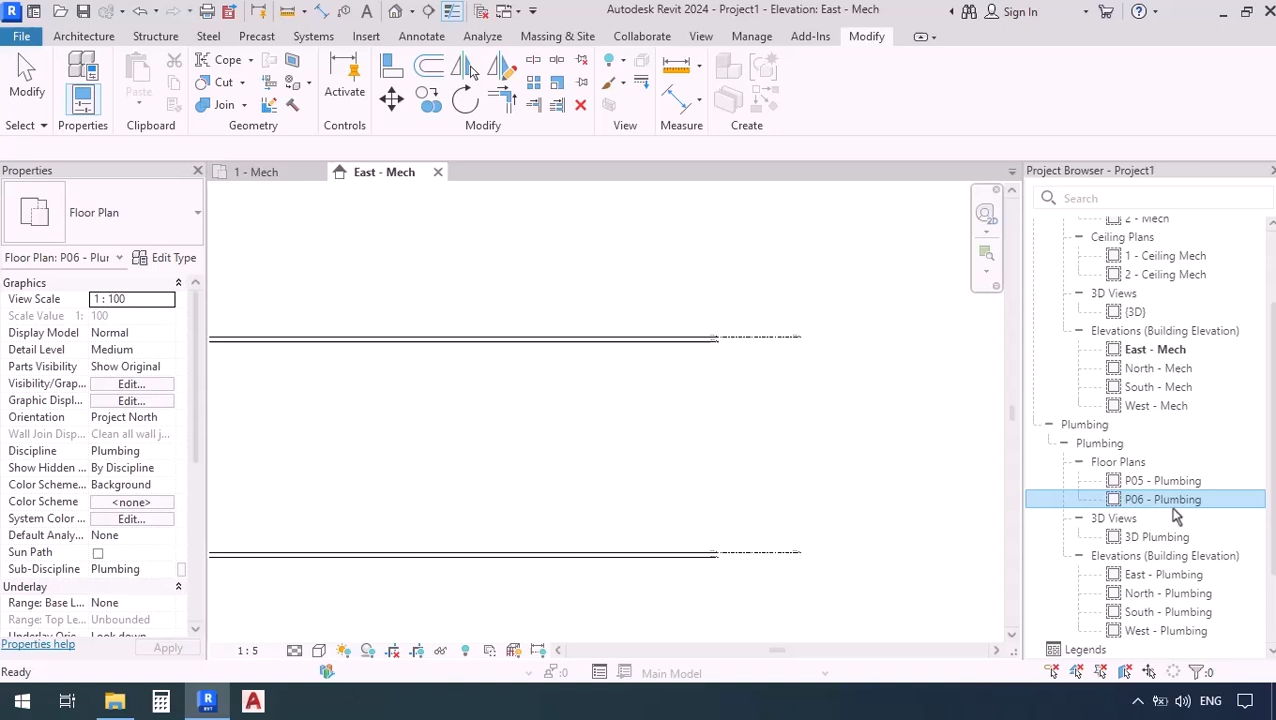 Autodesk Revit 2024 - Project1 - Elevation: East - Mech
Sign In
File Architecture Structure Steel Precast Systems Insert Annotate Analyze Massing & Site Collaborate View Manage Add-Ins Modify
Cope
Cut
Join
Modify
Paste
Activate
Select Properties Clipboard Geometry Controls Modify View Measure Create
Properties
1 - Mech
East - Mech
Project Browser - Project1
Floor Plan
Search
2 - Mech
Ceiling Plans
1 - Ceiling Mech
2 - Ceiling Mech
3D Views
{3D}
Elevations (Building Elevation)
East - Mech
North - Mech
South - Mech
West - Mech
Plumbing
Plumbing
Floor Plans
P05 - Plumbing
P06 - Plumbing
3D Views
3D Plumbing
Elevations (Building Elevation)
East - Plumbing
North - Plumbing
South - Plumbing
West - Plumbing
Legends
Floor Plan: P06 - Plur
Edit Type
Graphics
View Scale 1 : 100
Scale Value 1: 100
Display Model Normal
Detail Level Medium
Parts Visibility Show Original
Visibility/Grap... Edit...
Graphic Displ... Edit...
Orientation Project North
Wall Join Disp... Clean all wall j...
Discipline Plumbing
Show Hidden ... By Discipline
Color Scheme... Background
Color Scheme <none>
System Color ... Edit...
Default Analy... None
Sun Path
Sub-Discipline Plumbing
Underlay
Range: Base L... None
Range: Top Le... Unbounded
Properties help
Apply
1 : 5
Ready
:0
Main Model
:0
ENG